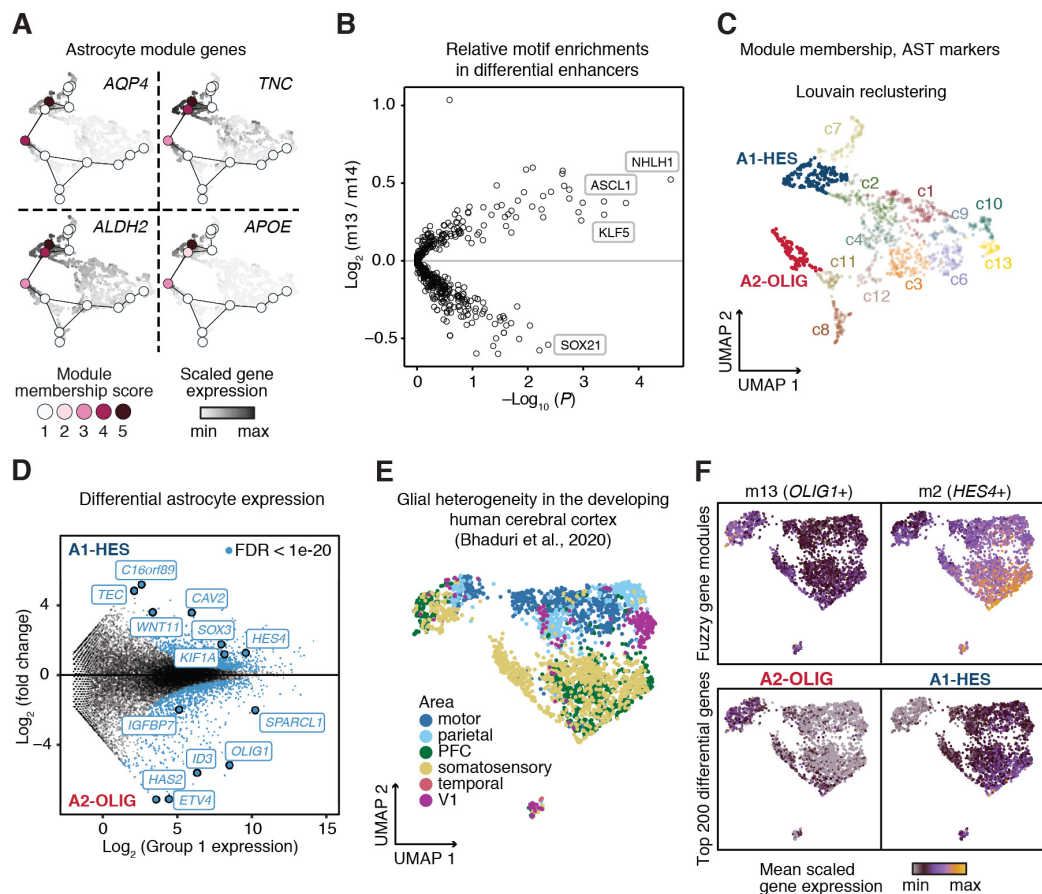 A
Astrocyte module genes
AQP4
TNC
ALDH2
APOE
Module
membership score
1 2 3 4 5
Scaled gene
expression
min max
B
Relative motif enrichments
in differential enhancers
Log2 (m13 / m14)
1.0
0.5
0.0
−0.5
NHLH1
ASCL1
KLF5
SOX21
0 1 2 3 4
−Log10 (P)
C
Module membership, AST markers
Louvain reclustering
c7
A1-HES
c2
c1
c10
c9
c4
c11
c13
A2-OLIG
c12
c3
c6
c8
UMAP 2
UMAP 1
D
Differential astrocyte expression
A1-HES
FDR < 1e-20
C16orf89
TEC
CAV2
WNT11
SOX3
HES4
KIF1A
IGFBP7
SPARCL1
ID3
OLIG1
HAS2
ETV4
A2-OLIG
Log2 (fold change)
4
0
−4
0 5 10 15
Log2 (Group 1 expression)
E
Glial heterogeneity in the developing
human cerebral cortex
(Bhaduri et al., 2020)
Area
motor
parietal
PFC
somatosensory
temporal
V1
UMAP 2
UMAP 1
F
m13 (OLIG1+)
m2 (HES4+)
Fuzzy gene modules
A2-OLIG
A1-HES
Top 200 differential genes
Mean scaled
gene expression
min max